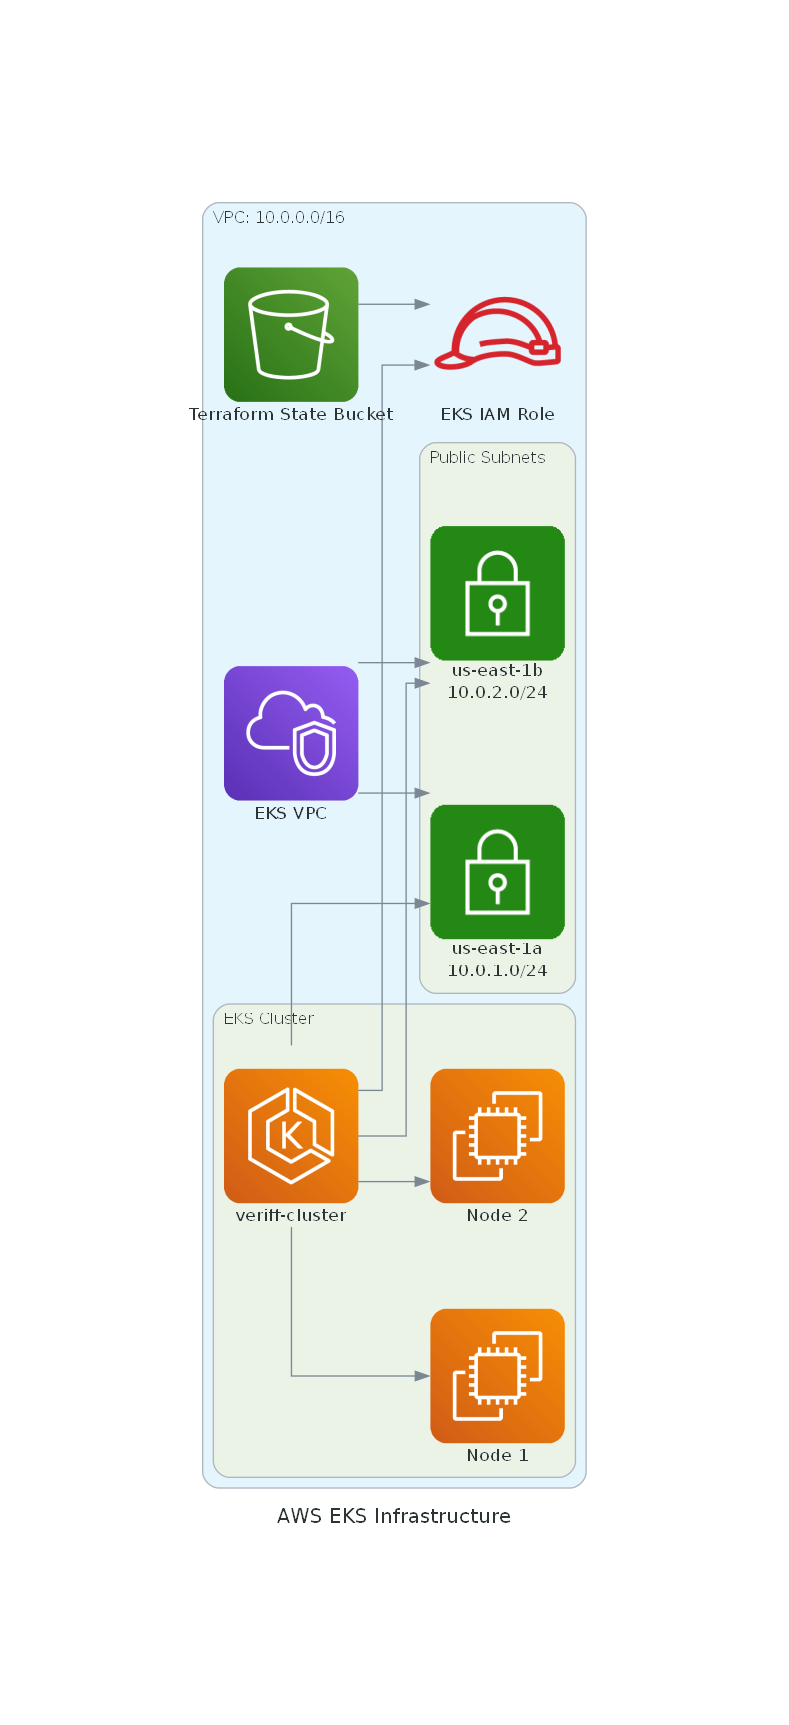 VPC: 10.0.0.0/16
Terraform State Bucket
EKS IAM Role
Public Subnets
us-east-1b
10.0.2.0/24
EKS VPC
us-east-1a
10.0.1.0/24
EKS Cluster
K
veriff-cluster
Node 2
Node 1
AWS EKS Infrastructure